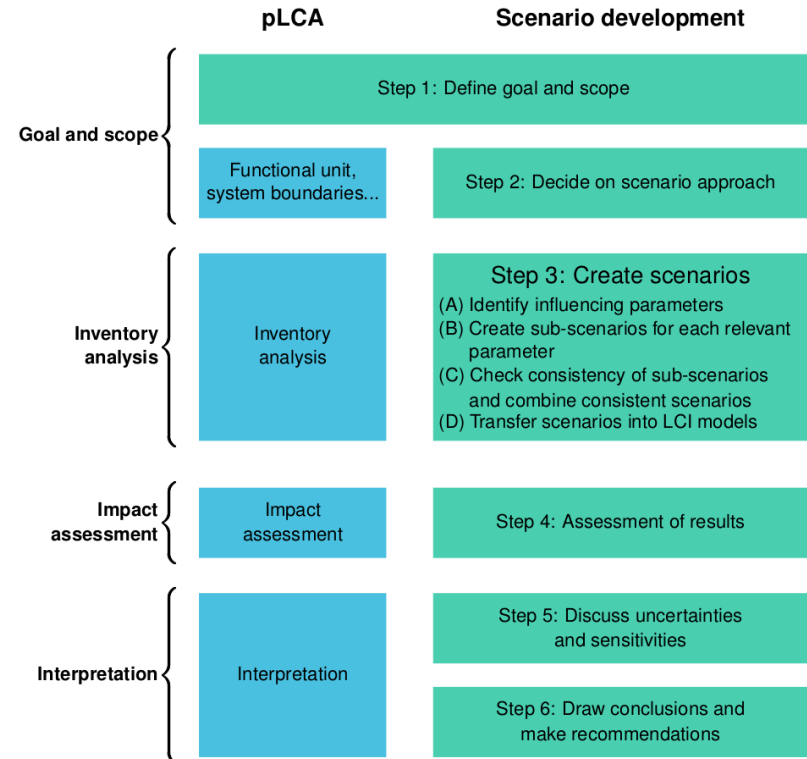 pLCA
Scenario development
Goal and scope
Step 1: Define goal and scope
Functional unit,
system boundaries...
Step 2: Decide on scenario approach
Inventory
analysis
Inventory
analysis
Step 3: Create scenarios
(A) Identify influencing parameters
(B) Create sub-scenarios for each relevant
parameter
(C) Check consistency of sub-scenarios
and combine consistent scenarios
(D) Transfer scenarios into LCI models
Impact
assessment
Impact
assessment
Step 4: Assessment of results
Interpretation
Interpretation
Step 5: Discuss uncertainties
and sensitivities
Step 6: Draw conclusions and
make recommendations